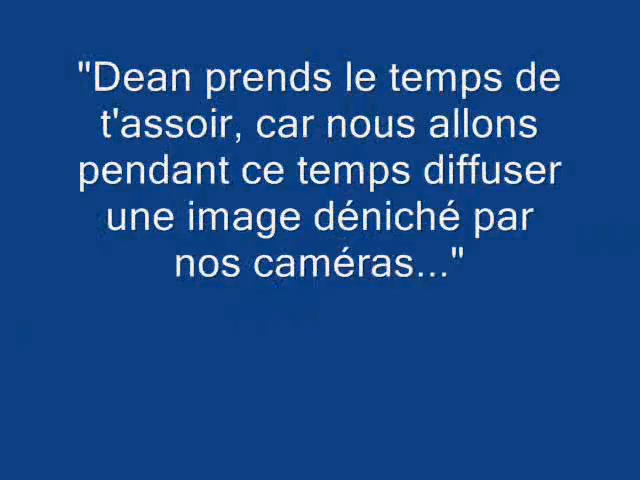 "Dean prends le temps de
t'assoir, car nous allons
pendant ce temps diffuser
une image déniché par
nos caméras..."